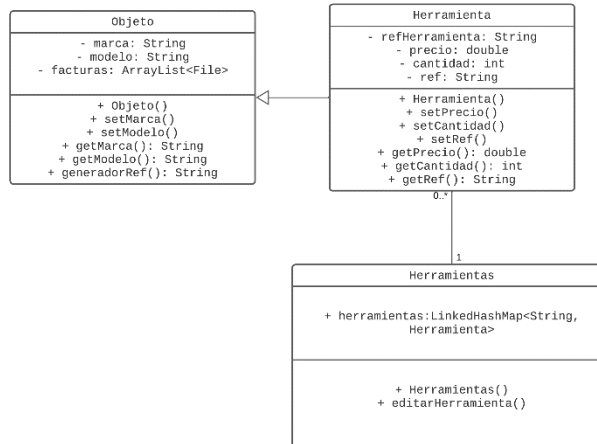 Objeto
- marca: String
- modelo: String
- facturas: ArrayList<File>
+ Objeto()
+ setMarca()
+ setModelo()
+ getMarca(): String
+ getModelo(): String
+ generadorRef(): String
Herramienta
- refHerramienta: String
- precio: double
- cantidad: int
- ref: String
+ Herramienta()
+ setPrecio()
+ setCantidad()
+ setRef()
+ getPrecio(): double
+ getCantidad(): int
+ getRef(): String
0..*
1
Herramientas
+ herramientas:LinkedHashMap<String,
Herramienta>
+ Herramientas()
+ editarHerramienta()